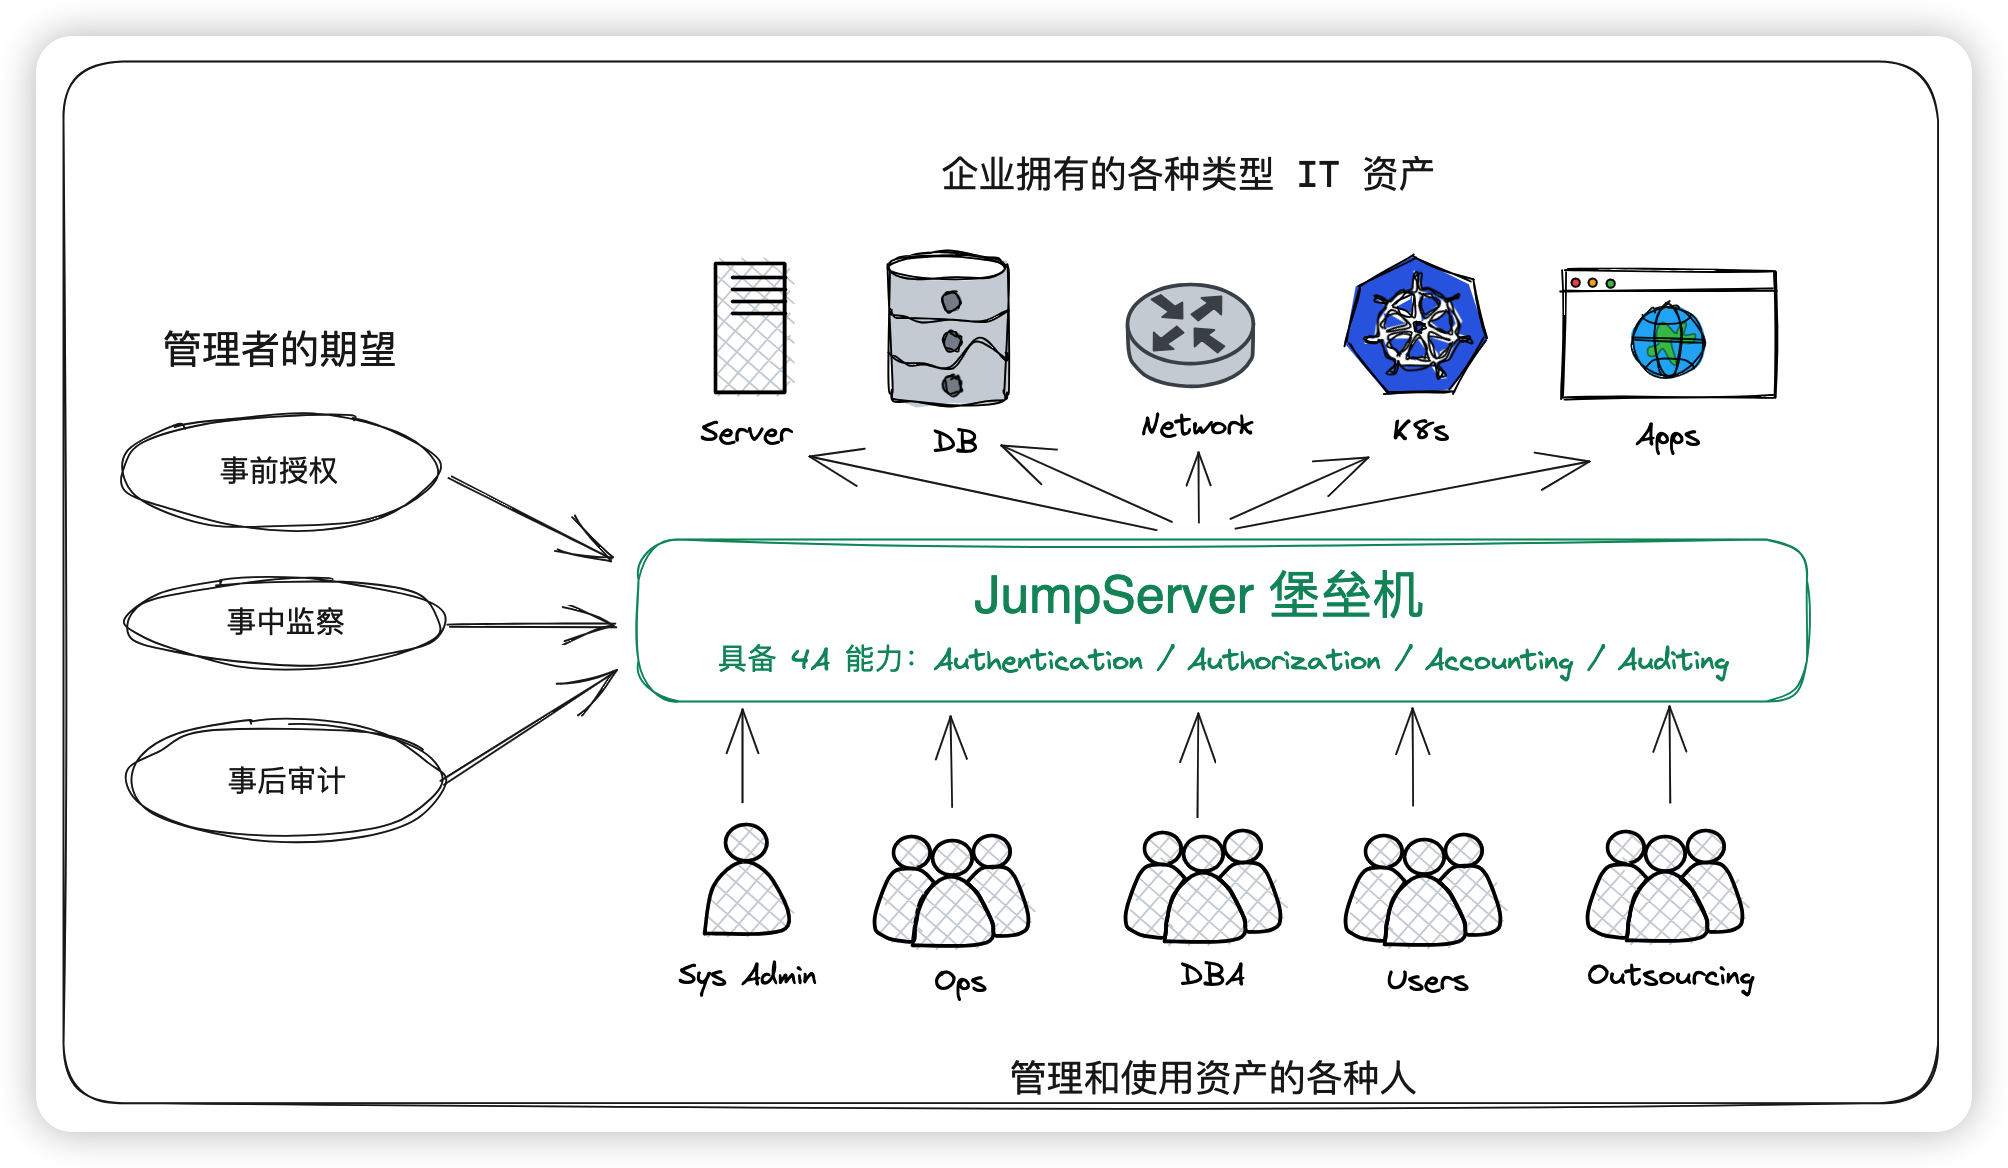 企业拥有的各种类型 IT 资产
Server
DB
Network
K8s
Apps
管理者的期望
事前授权
事中监察
事后审计
JumpServer 堡垒机
具备 4A 能力: Authentication / Authorization / Accounting / Auditing
Sys Admin
Ops
DBA
Users
Outsourcing
管理和使用资产的各种人